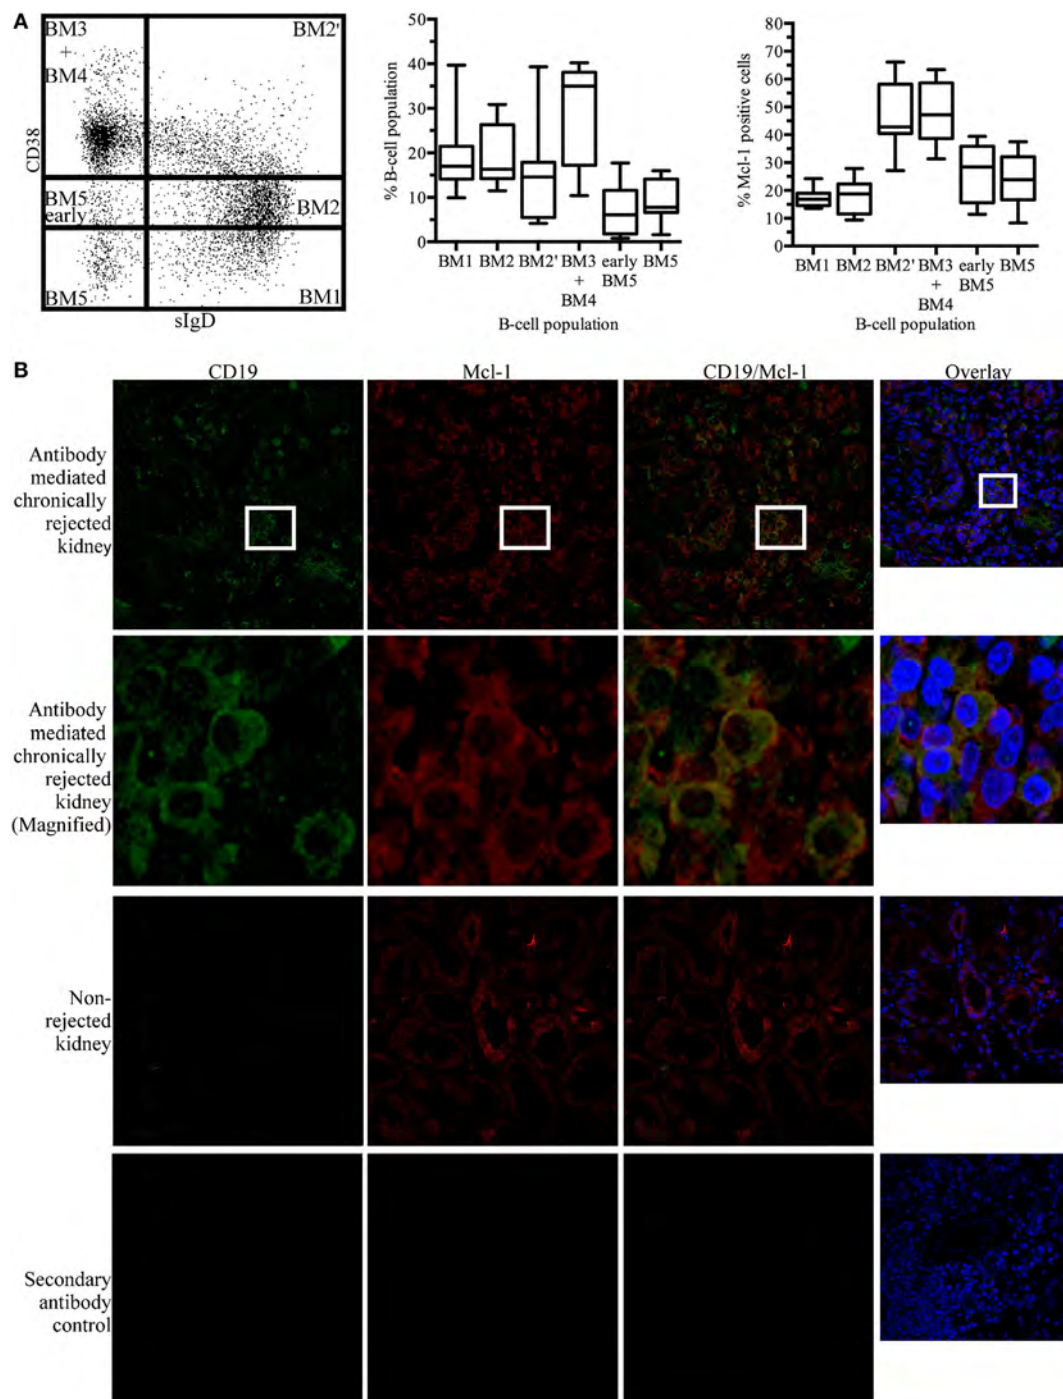 A
BM3
+
BM4
BM2'
CD38
BM5
early
BM2
BM5
BM1
sIgD
% B-cell population
50
40
30
20
10
0
BM1 BM2 BM2' BM3 early BM5
+ BM5
BM4
B-cell population
% Mcl-1 positive cells
80
70
60
50
40
30
20
10
0
BM1 BM2 BM2' BM3 early BM5
+ BM5
BM4
B-cell population
B
CD19 Mcl-1 CD19/Mcl-1 Overlay
Antibody
mediated
chronically
rejected
kidney
Antibody
mediated
chronically
rejected
kidney
(Magnified)
Non-
rejected
kidney
Secondary
antibody
control